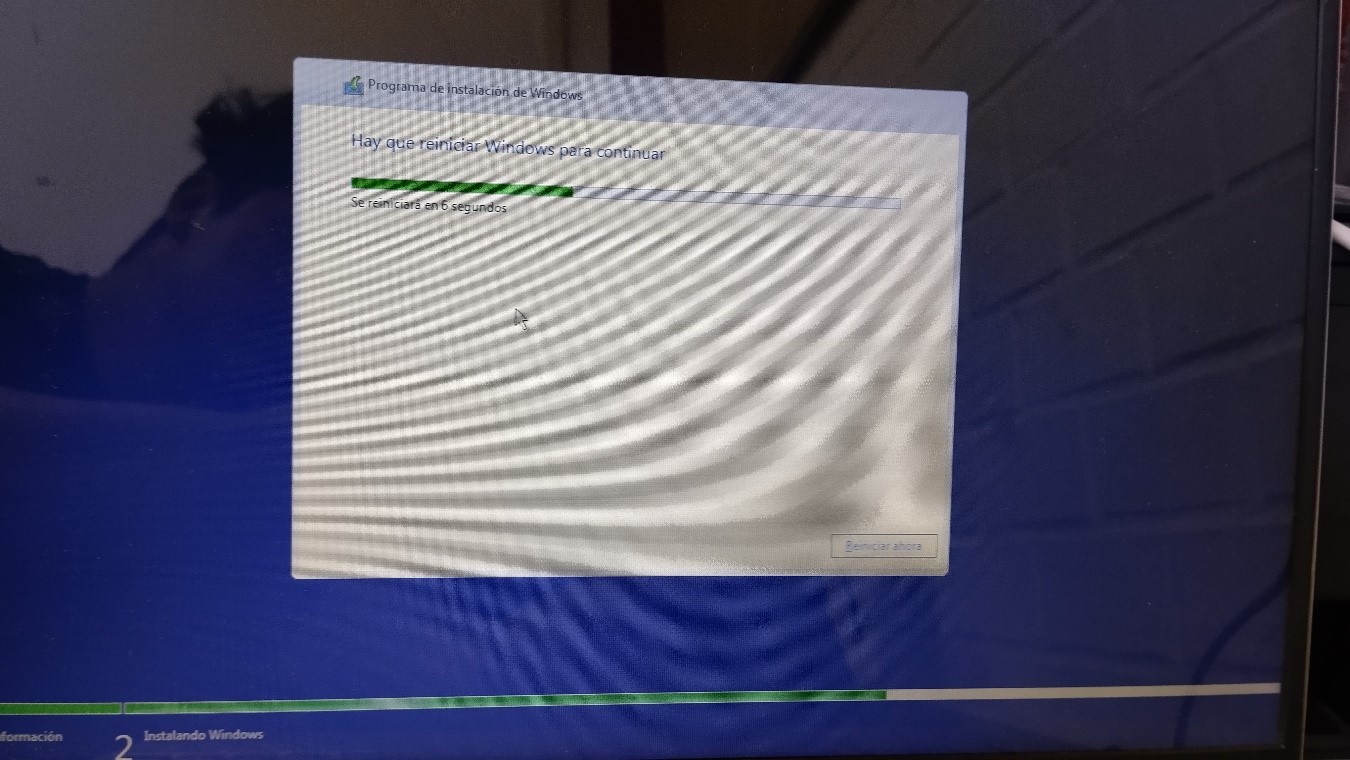 Programa de instalación de Windows
Hay que reiniciar Windows para continuar
Se reiniciará en 6 segundos
Reiniciar ahora
formación
2 Instalando Windows